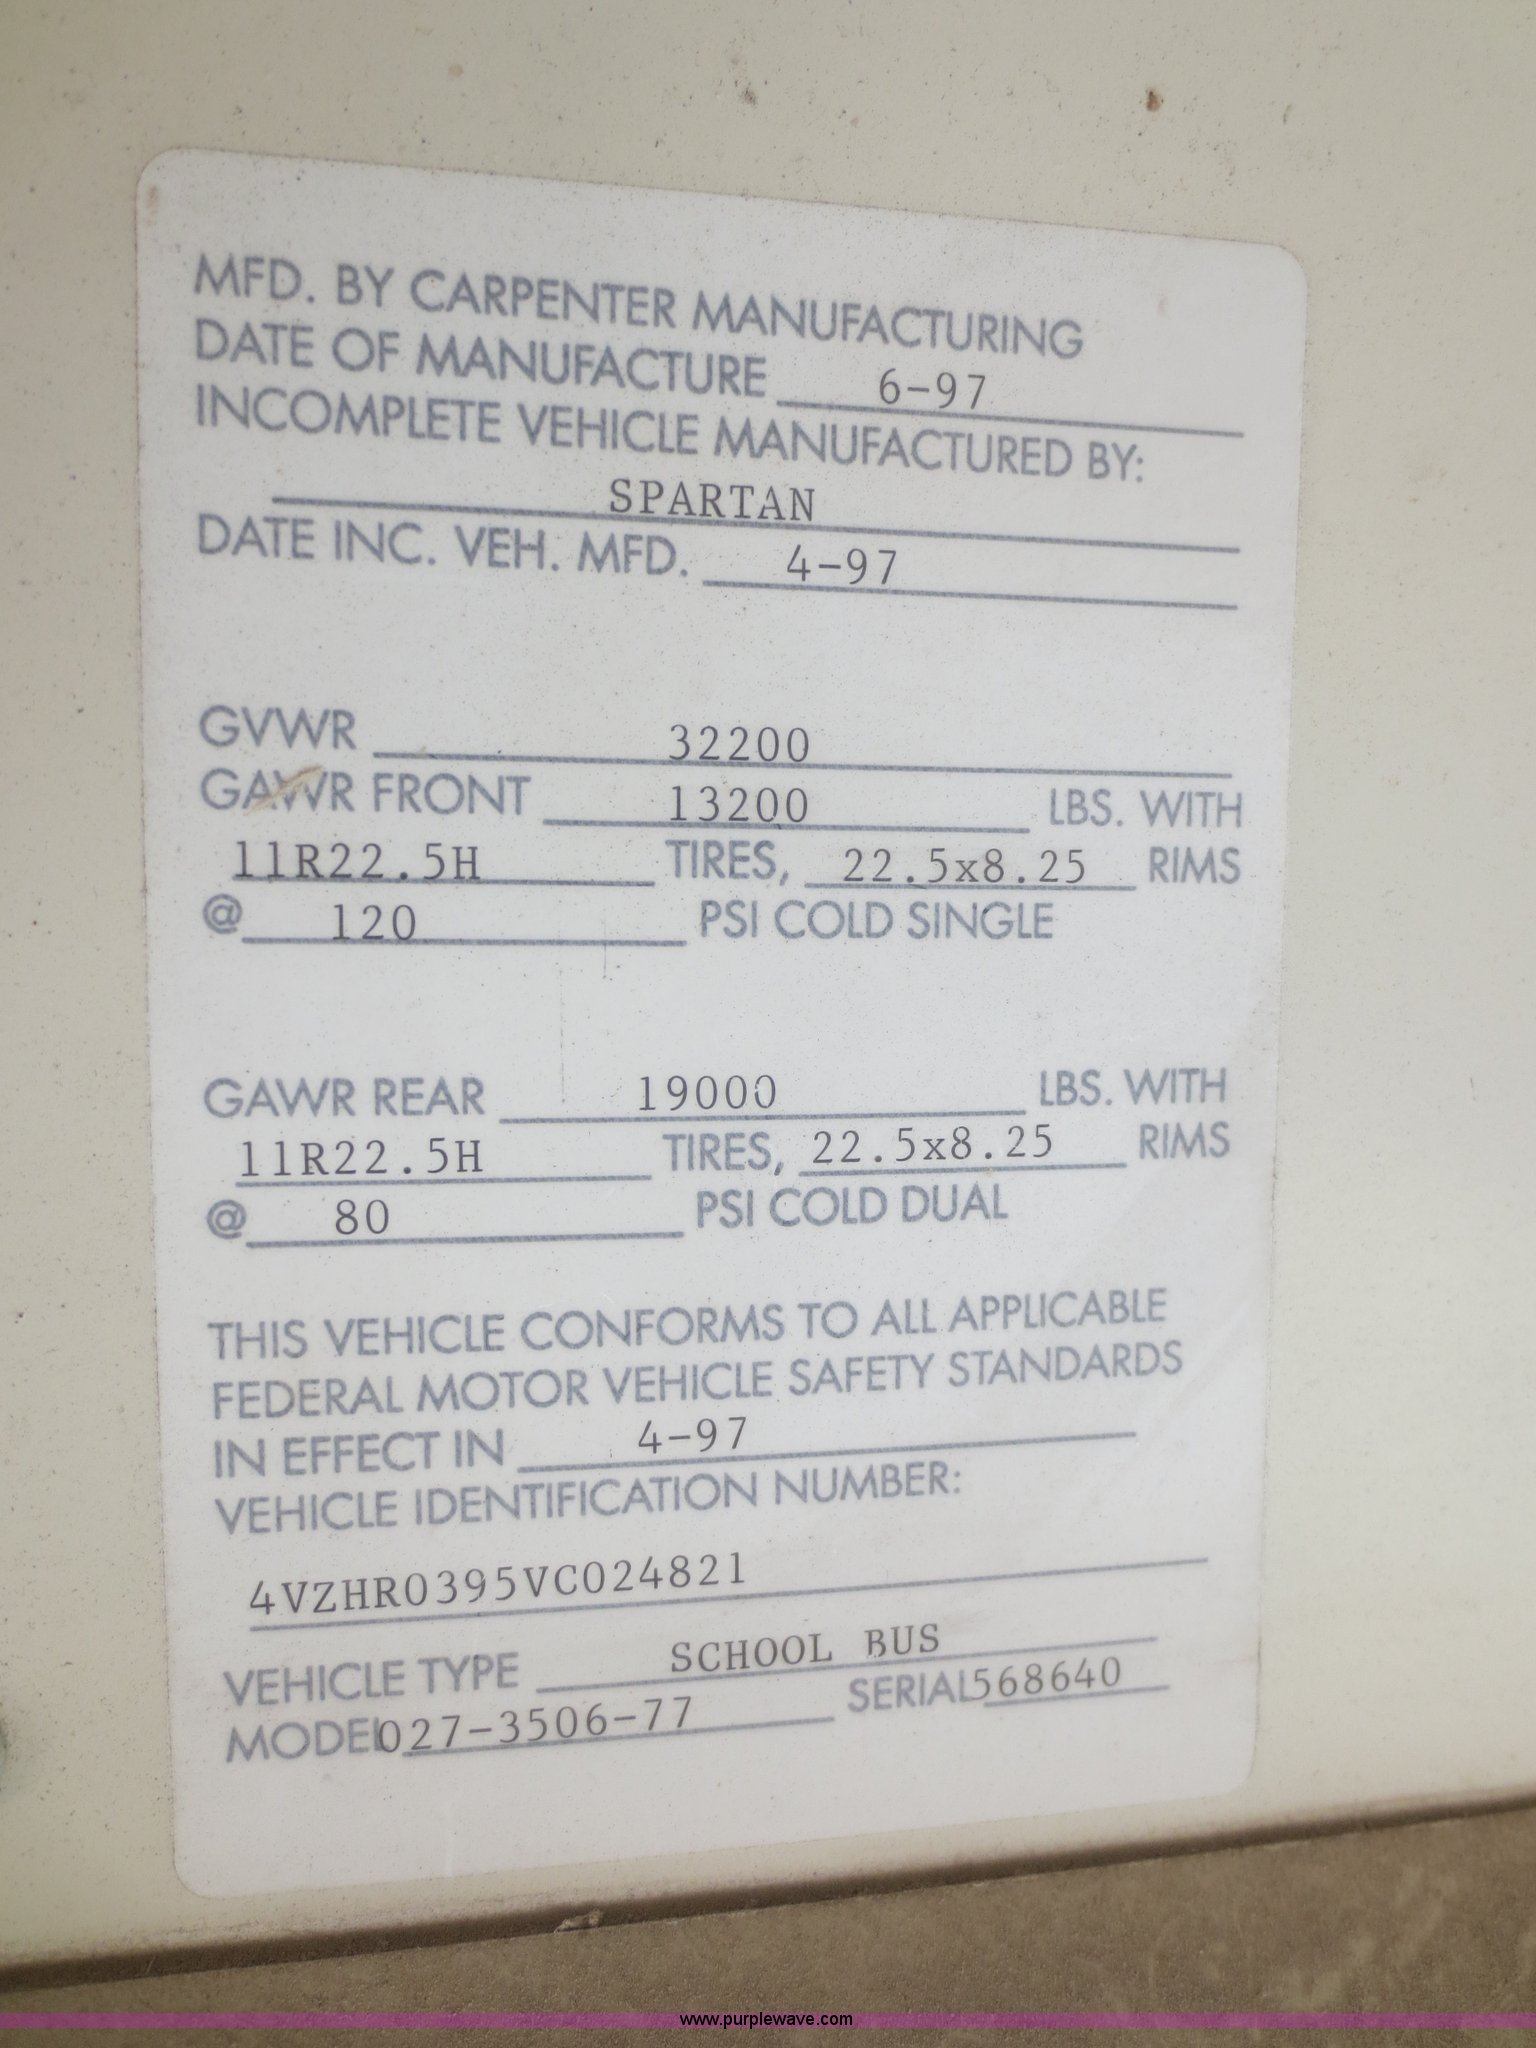 MFD. BY CARPENTER MANUFACTURING
DATE OF MANUFACTURE 6-97
INCOMPLETE VEHICLE MANUFACTURED BY:
SPARTAN
DATE INC. VEH. MFD. 4-97
GVWR 32200
GAWR FRONT 13200 LBS. WITH
11R22.5H TIRES, 22.5x8.25 RIMS
@ 120 PSI COLD SINGLE
GAWR REAR 19000 LBS. WITH
11R22.5H TIRES, 22.5x8.25 RIMS
@ 80 PSI COLD DUAL
THIS VEHICLE CONFORMS TO ALL APPLICABLE
FEDERAL MOTOR VEHICLE SAFETY STANDARDS
IN EFFECT IN 4-97
VEHICLE IDENTIFICATION NUMBER:
4VZHR0395VC024821
VEHICLE TYPE SCHOOL BUS
MODEL 027-3506-77 SERIAL 568640
www.purplewave.com